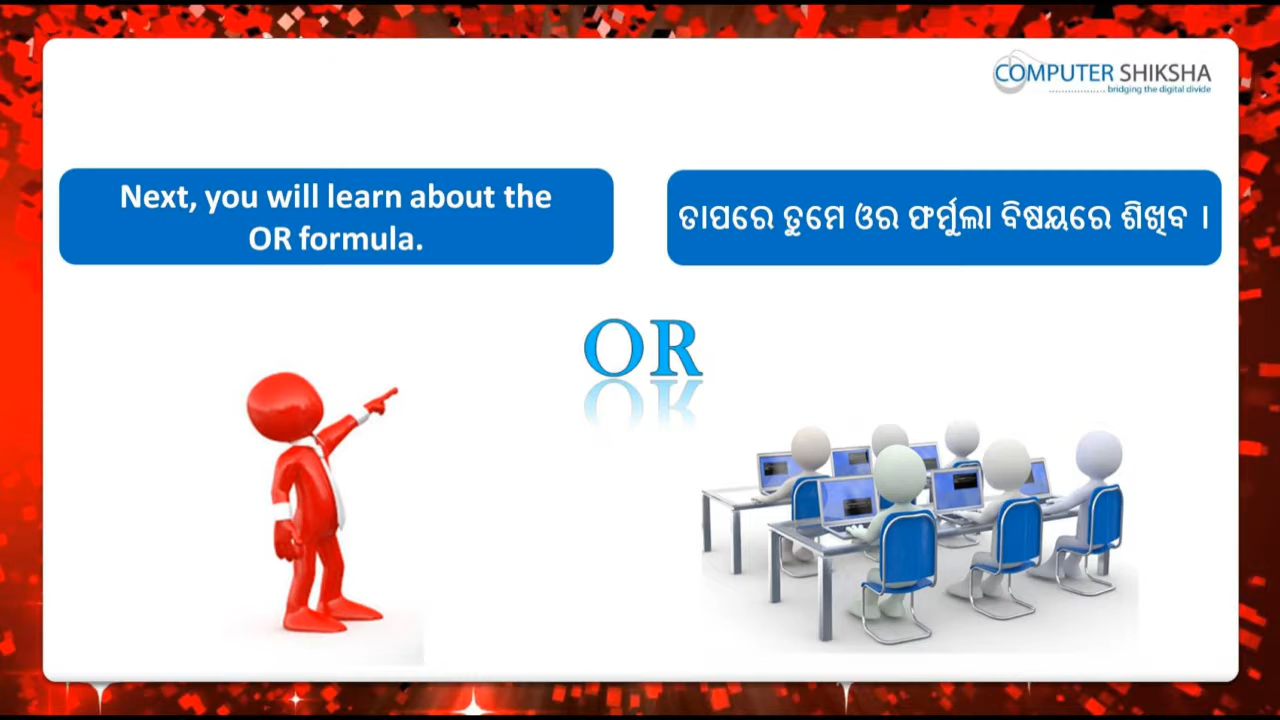 COMPUTER SHIKSHA
bridging the digital divide
Next, you will learn about the
OR formula.
ତାପରେ ତୁମେ ଓର ଫର୍ମୁଲା ବିଷୟରେ ଶିଖିବ ।
OR